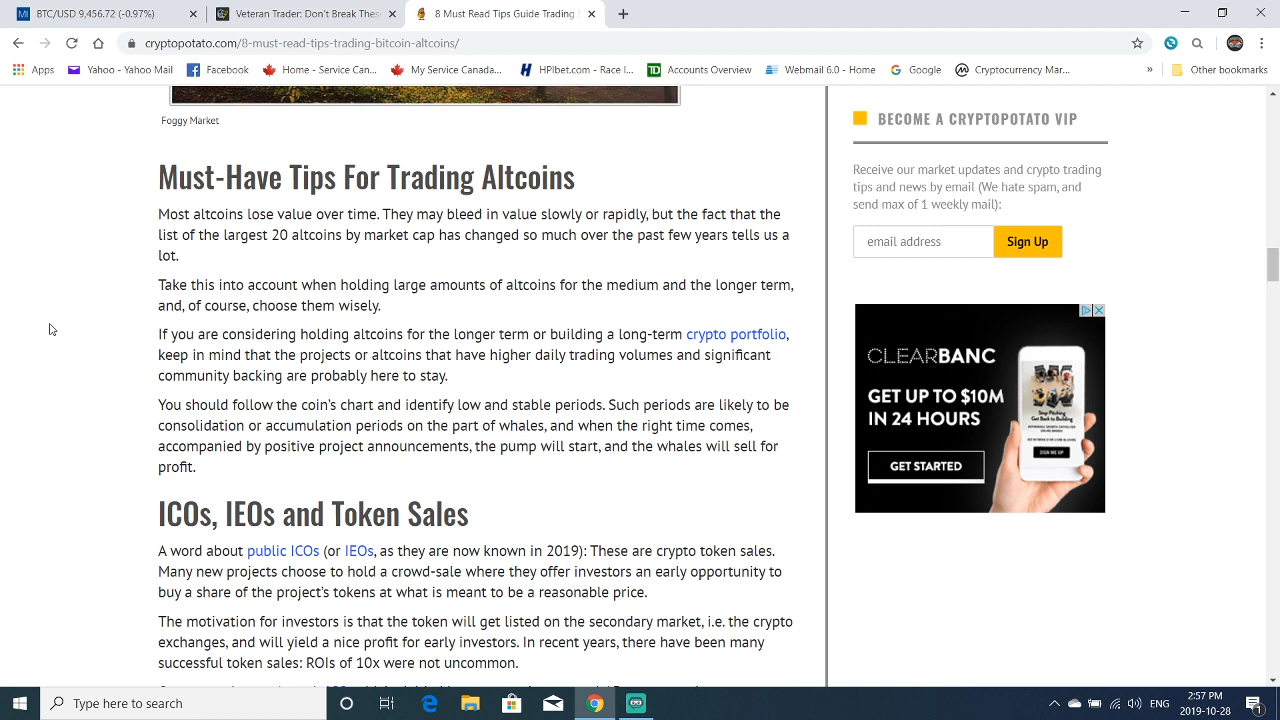 BTC/USD 9,456.72 (-0.97%)
Veteran Trader: Don't be Thesse
8 Must Read Tips Guide Trading
cryptopotato.com/8-must-read-tips-trading-bitcoin-altcoins/
Apps
Yahoo - Yahoo Mail
Facebook
Home - Service Can...
My Service Canada...
HPIbet.com - Race I...
Accounts Overview
Webmail 6.0 - Home
Google
Cryptocurrency Mar...
»
Other Bookmarks
Foggy Market
Must-Have Tips For Trading Altcoins
Most altcoins lose value over time. They may bleed in value slowly or rapidly, but the fact that the
list of the largest 20 altcoins by market cap has changed so much over the past few years tells us a
lot.
Take this into account when holding large amounts of altcoins for the medium and the longer term,
and, of course, choose them wisely.
If you are considering holding altcoins for the longer term or building a long-term crypto portfolio,
keep in mind that the projects or altcoins that have higher daily trading volumes and significant
community backing are probably here to stay.
You should follow the coin's chart and identify low and stable periods. Such periods are likely to be
consolidation or accumulation periods on the part of whales, and when the right time comes,
accompanied by positive project announcements, the pump will start, and the whales will sell for
profit.
ICOs, IEOs and Token Sales
A word about public ICOs (or IEOs, as they are now known in 2019): These are crypto token sales.
Many new projects choose to hold a crowd-sale where they offer investors an early opportunity to
buy a share of the project's tokens at what is meant to be a reasonable price.
The motivation for investors is that the token will get listed on the secondary market, i.e. the crypto
exchanges, and will yield a nice profit for early investors. In recent years, there have been many
successful token sales: ROIs of 10x were not uncommon.
BECOME A CRYPTOPOTATO VIP
Receive our market updates and crypto trading
tips and news by email (We hate spam, and
send max of 1 weekly mail):
email address
Sign Up
CLEARBANC
GET UP TO $10M
IN 24 HOURS
GET STARTED
Stop Pitching
Get Back to Building
SIGN ME UP
Type here to search
ENG
2:57 PM
2019-10-28